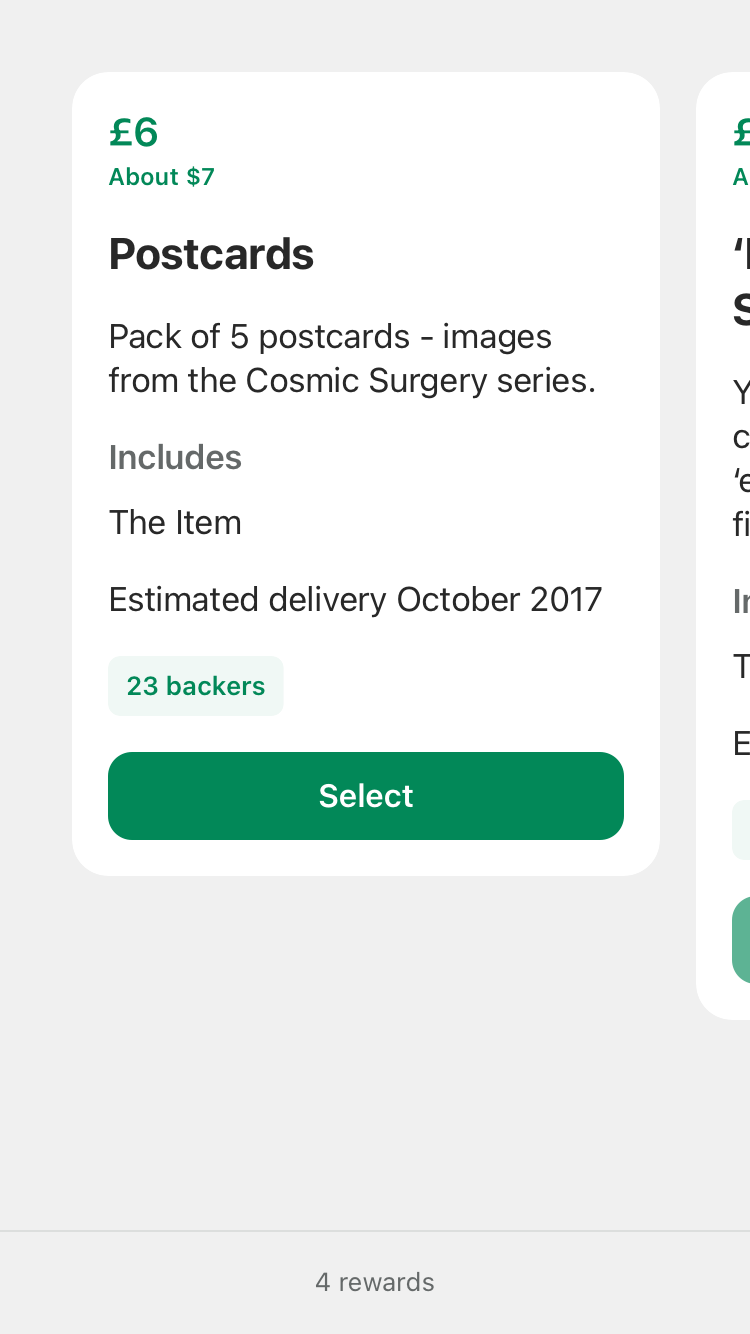 £6
About $7
Postcards
Pack of 5 postcards - images
from the Cosmic Surgery series.
Includes
The Item
Estimated delivery October 2017
23 backers
Select
4 rewards